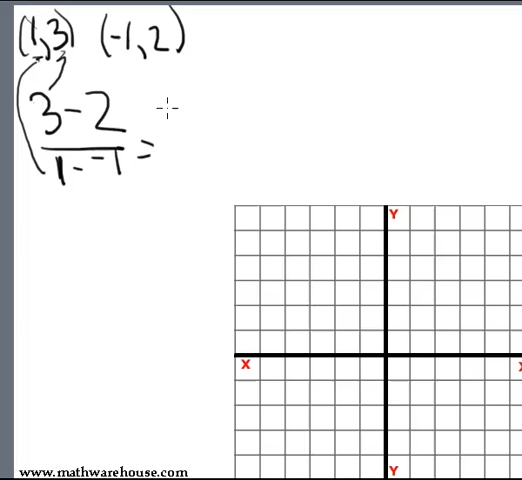 (1,3) (-1,2)
3-2
1--1 =
Y
X
X
Y
www.mathwarehouse.com